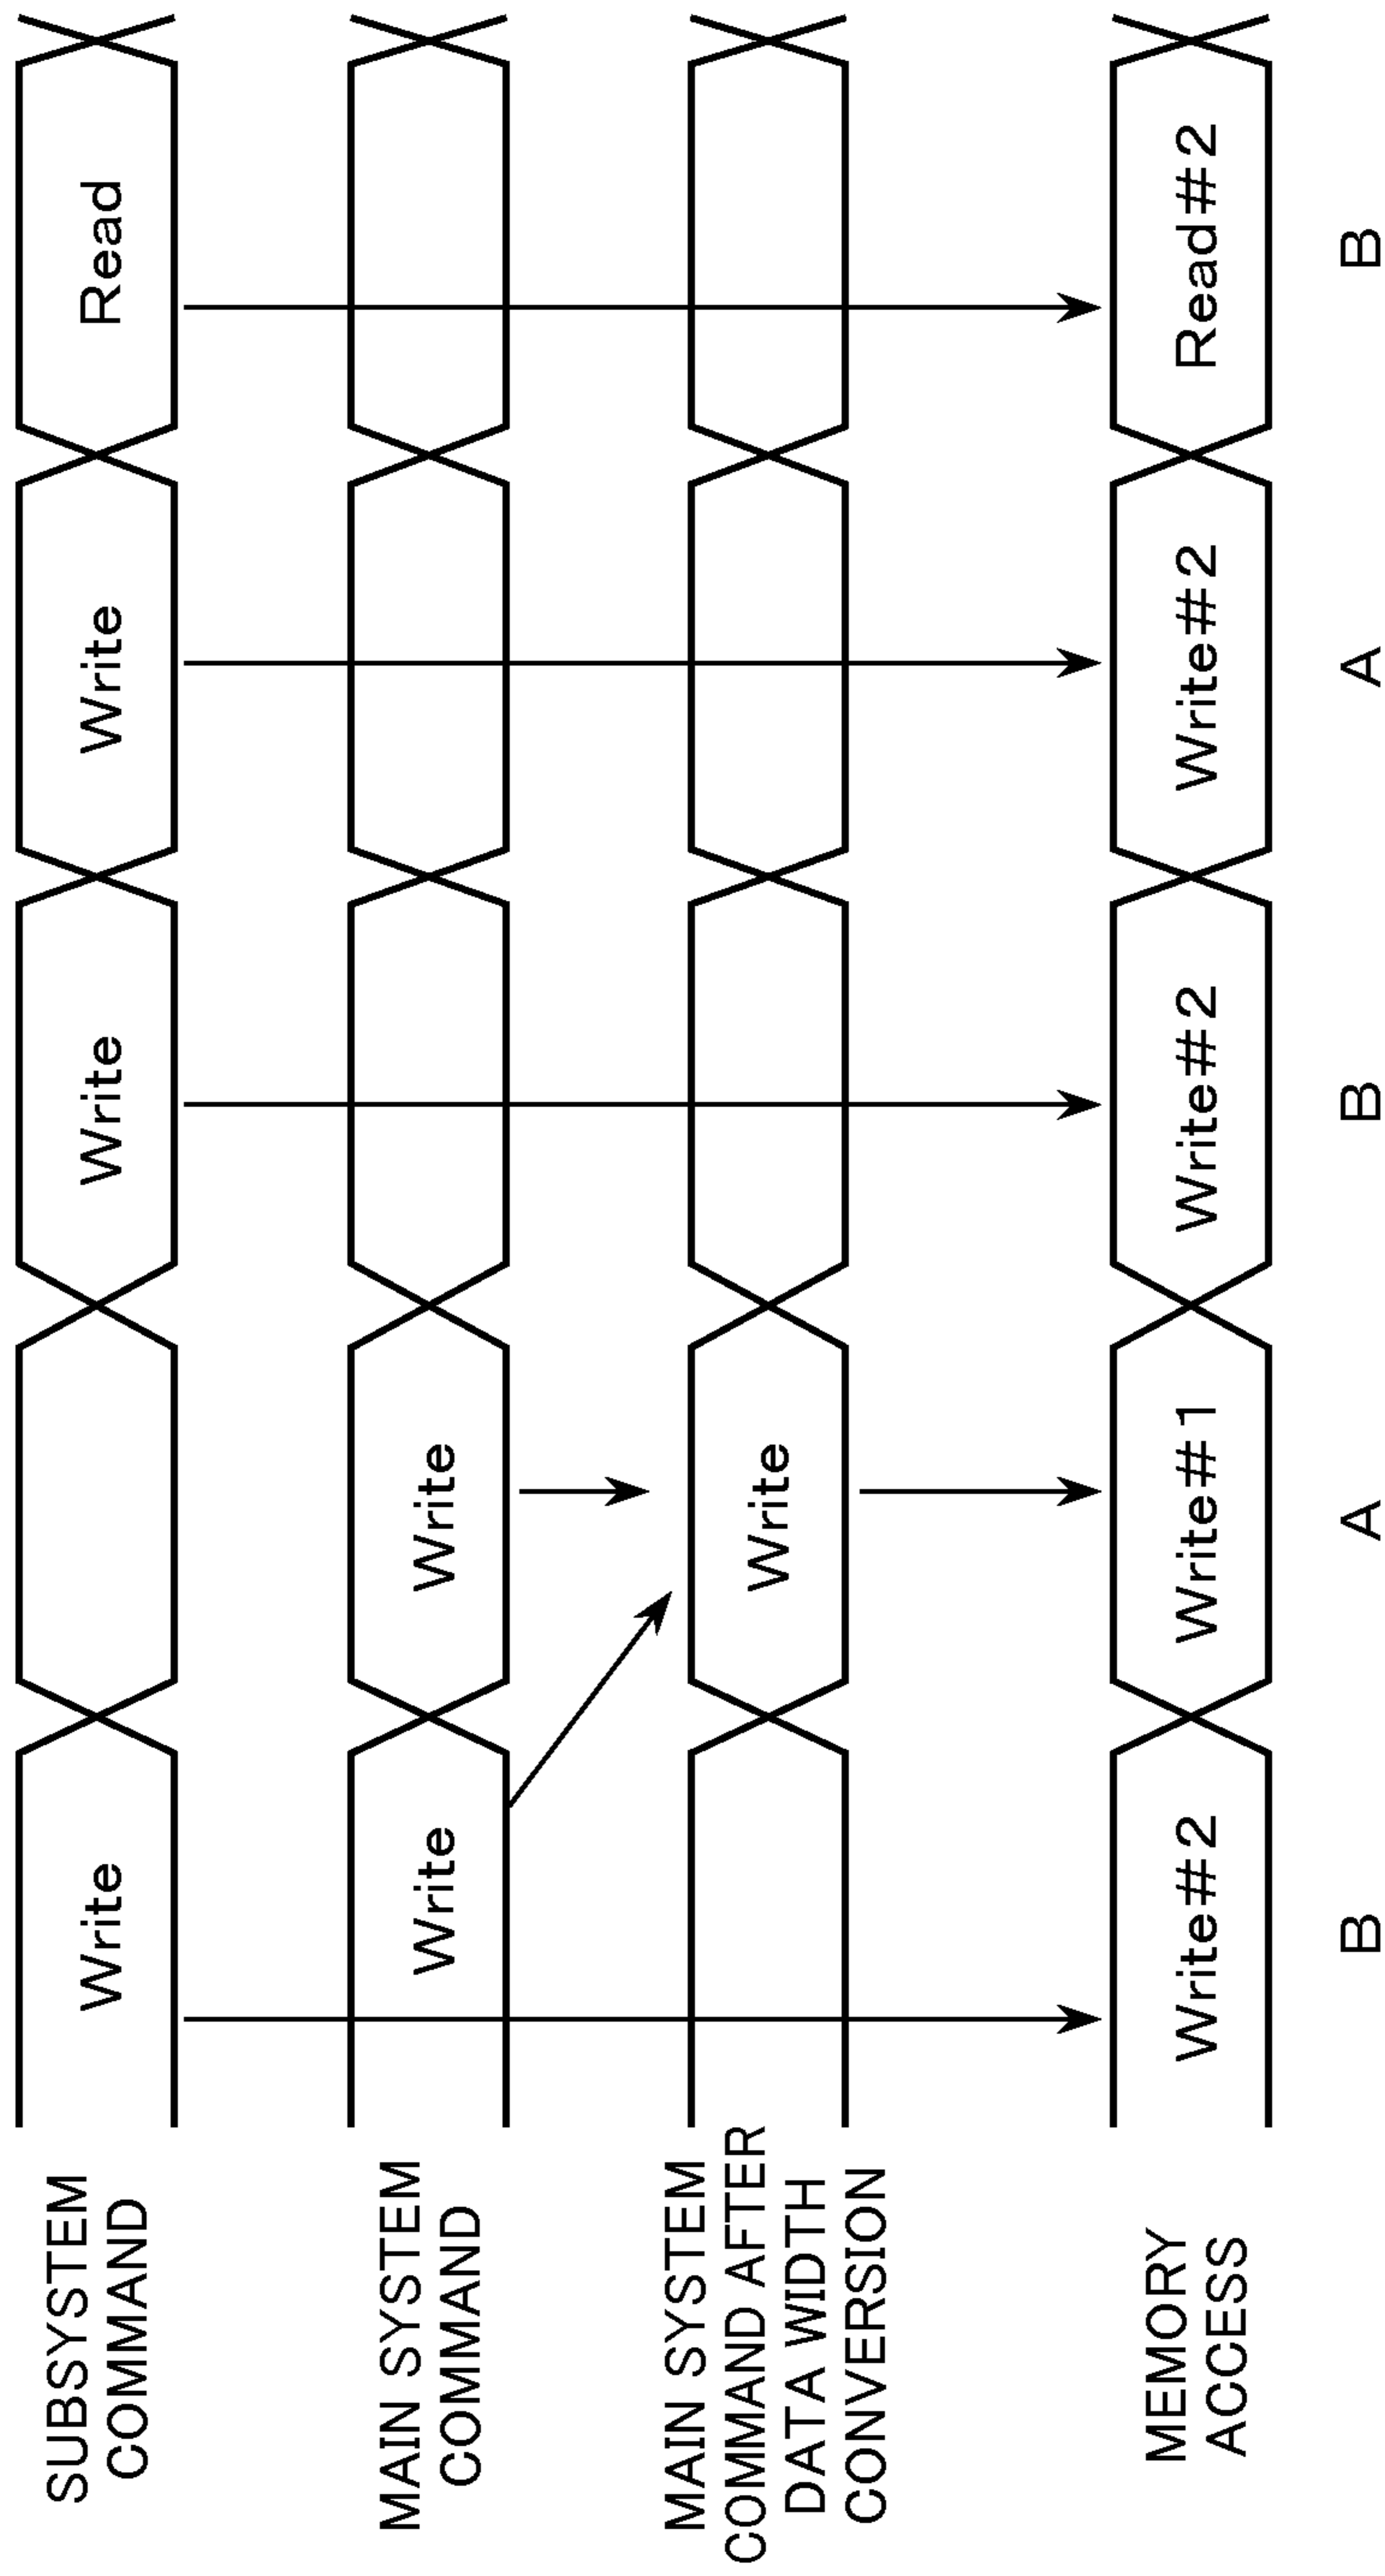 SUBSYSTEM
COMMAND
Write
Write
Write
Read
MAIN SYSTEM
COMMAND
Write
Write
MAIN SYSTEM
COMMAND AFTER
DATA WIDTH
CONVERSION
Write
MEMORY
ACCESS
Write#2
Write#1
Write#2
Write#2
Read#2
B
A
B
A
B